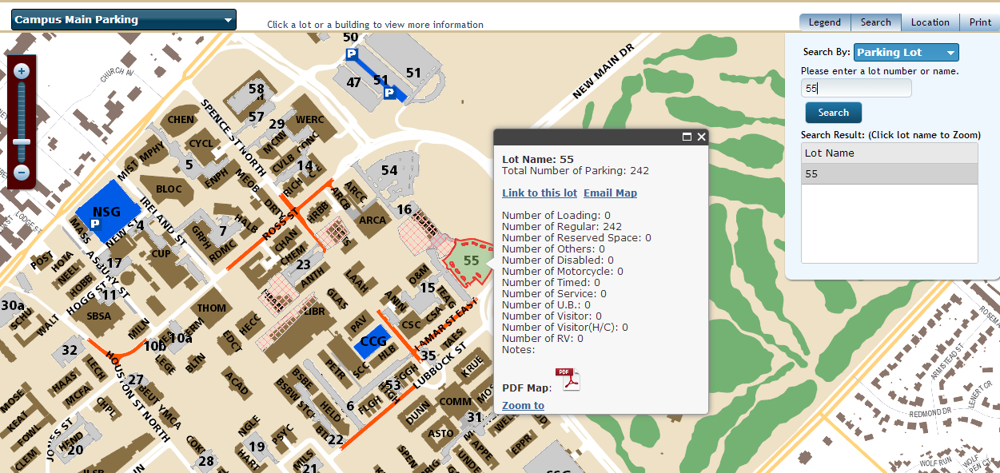 Campus Main Parking
Click a lot or a building to view more information
Legend
Search
Location
Print
Search By:
Parking Lot
Please enter a lot number or name.
55
Search
Search Result: (Click lot name to Zoom)
Lot Name
55
Lot Name: 55
Total Number of Parking: 242
Link to this lot Email Map
Number of Loading: 0
Number of Regular: 242
Number of Reserved Space: 0
Number of Others: 0
Number of Disabled: 0
Number of Motorcycle: 0
Number of Timed: 0
Number of Service: 0
Number of U.B.: 0
Number of Visitor: 0
Number of Visitor(H/C): 0
Number of RV: 0
Notes:
PDF Map:
PDF
Zoom to
50
P
47
51
51
P
NEW MAIN DR
CHURCH AV
58
57
29
WERC
CHEN
SPENCE ST NORTH
CYCL
MCNW
CVLB
14
MPHY
MIST
5
ENPH
MEOB
RICH
BLOC
54
ARCC
ARCB
DRTY
HRBB
16
ARCA
LODGE ST
NSG
P
IRELAND ST
MASS
4
GRPH
7
HALB
RDMC
ROSS ST
CHAN
CHEM
POST
HOTA
NEEL
HOBB
ASBURY ST
17
CUP
23
ANTH
LAAH
O&M
55
HOGG ST
11
15
TEAG
30a
SCHU
WALT
SBSA
THOM
GLAS
LIBR
ANIN
CSA
CSC
LAMAR ST EAST
MILN
HECC
PAV
CCG
TAES
32
10b
10a
EDCT
HLB
35
LUBBOCK ST
LECH
HOUSTON ST NORTH
LEGE
BLTN
PETR
SCC
KRUE
HAAS
MCFA
27
BEUT
ACAD
BSBE
BSBW
53
MOSE
KEAT
FOWL
CHPL
YMCA
6
FLGH
HELD
DUNN
COMM
JONES ST
NGLE
PSYC
22
31
ASTO
WELL
20
19
APPE
EPPR
CLEM
28
MILS
21
ARMISTEAD ST
REDMOND DR
LENERT CR
WOLF RUN